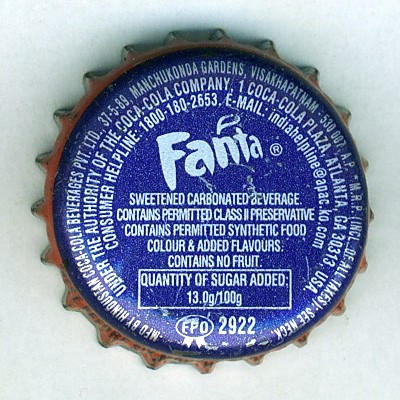 MFD BY HINDUSTAN COCA-COLA BEVERAGES PVT. LTD, 37-3-89, MANCHUKONDA GARDENS, VISAKHAPATNAM - 530 007, A.P. * M.R.P. (INC. OF ALL TAXES): SEE NECK.
UNDER THE AUTHORITY OF THE COCA-COLA COMPANY, 1 COCA-COLA PLAZA, ATLANTA, GA 30313, USA
CONSUMER HELPLINE: 1800-180-2653. E-MAIL: indiahelpline@apac.ko.com
Fanta ®
SWEETENED CARBONATED BEVERAGE.
CONTAINS PERMITTED CLASS II PRESERVATIVE
CONTAINS PERMITTED SYNTHETIC FOOD
COLOUR & ADDED FLAVOURS.
CONTAINS NO FRUIT.
QUANTITY OF SUGAR ADDED:
13.0g/100g
FPO 2922